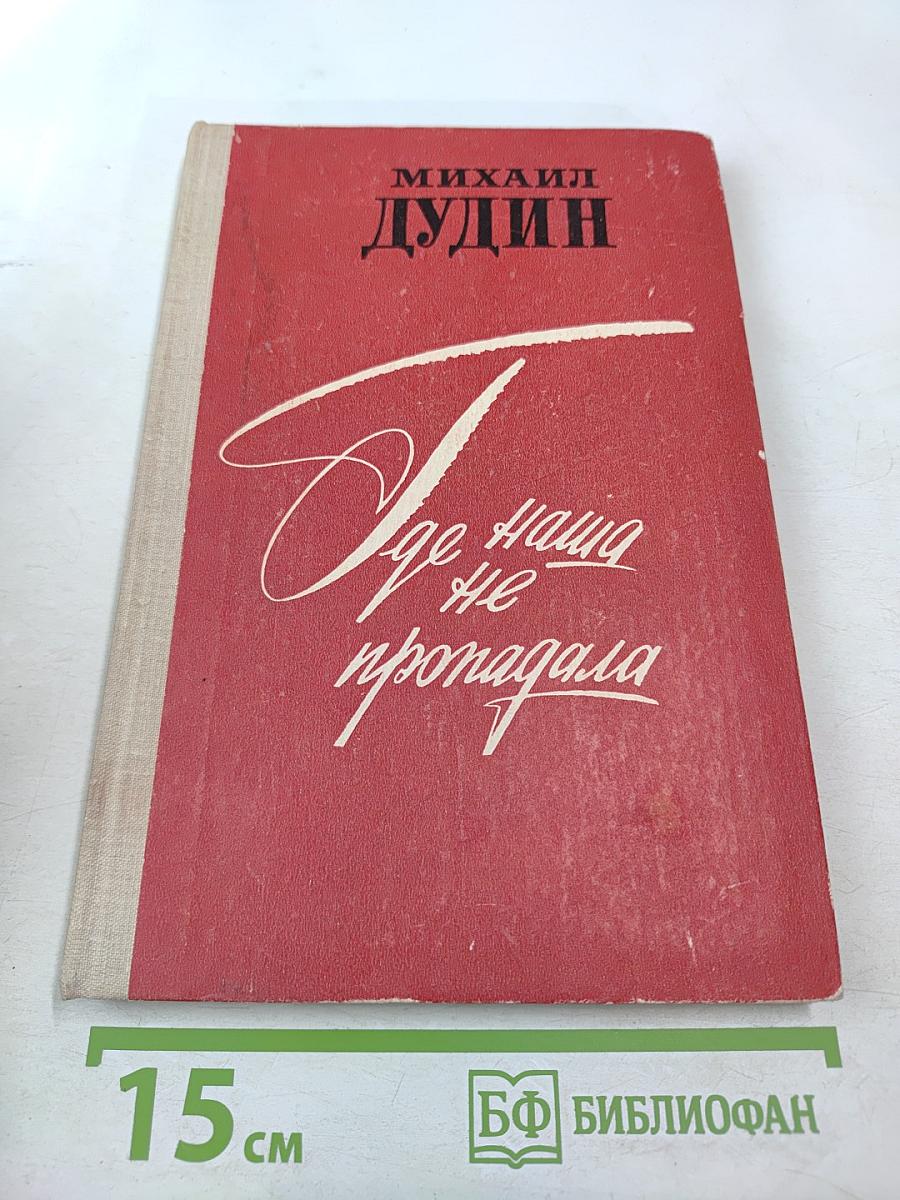 МИХАИЛ
ДУДИН
Где наша
не
пропадала
15 см
БФ БИБЛИОФАН